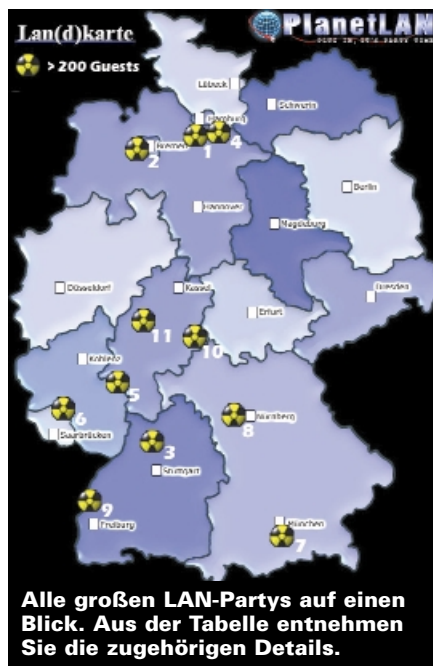 Lan(d)karte
PlanetLAN
> 200 Guests
Lübeck
Schwerin
Hamburg
1
4
Bremen
2
Berlin
Hannover
Magdeburg
Düsseldorf
Kassel
Dresden
Erfurt
11
10
Koblenz
5
6
Nürnberg
8
Saarbrücken
3
Stuttgart
9
Freiburg
München
7
Alle großen LAN-Partys auf einen
Blick. Aus der Tabelle entnehmen
Sie die zugehörigen Details.